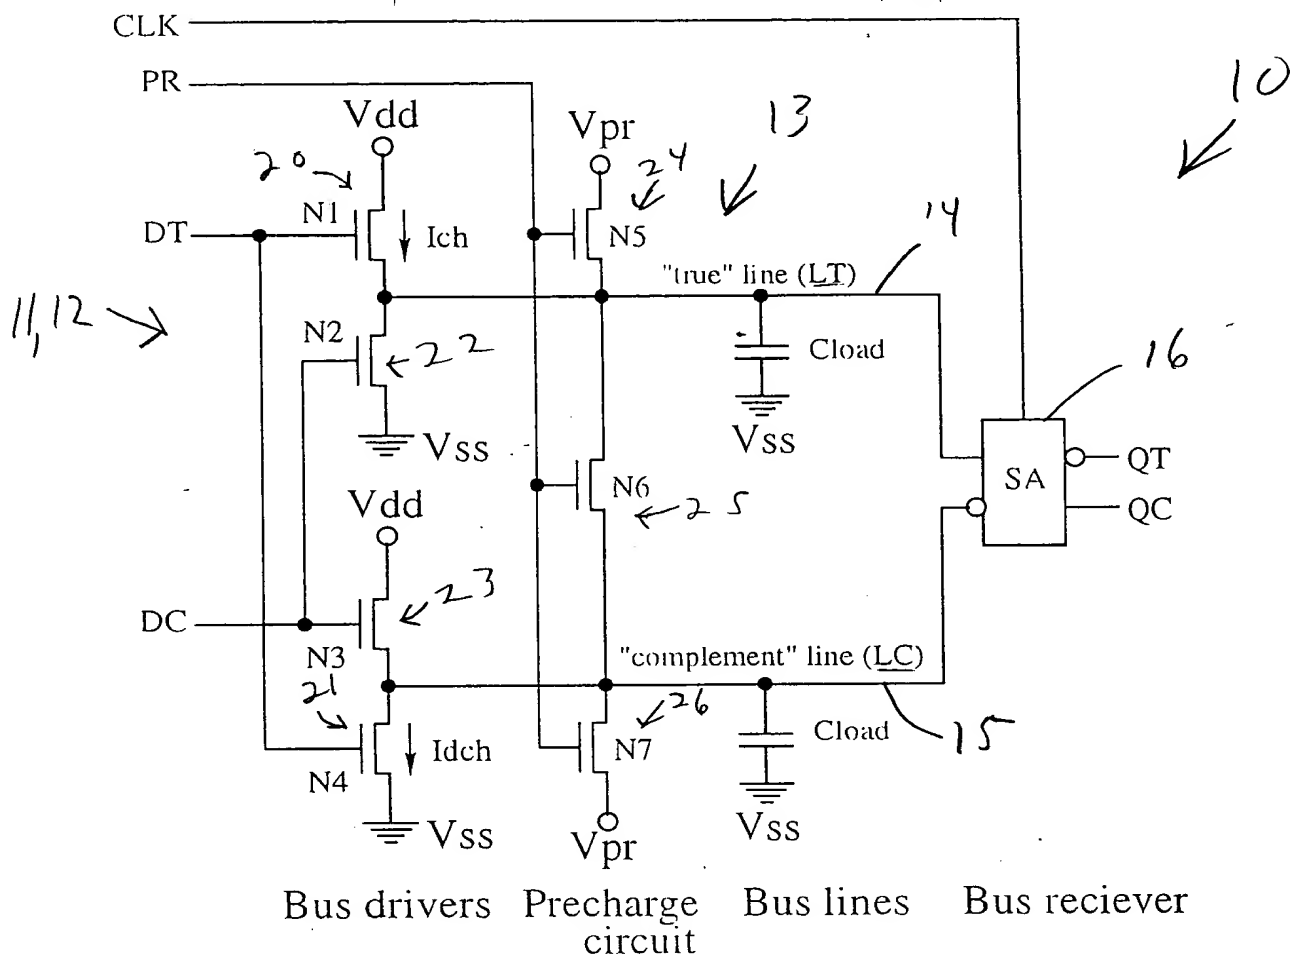 CLK
PR
10
Vdd
Vpr
13
20
24
N1
DT
Ich
N5
14
"true" line (LT)
11,12
N2
22
Cload
16
Vss
Vss
QT
SA
N6
25
QC
Vdd
23
DC
"complement" line (LC)
N3
21
26
15
Idch
N7
Cload
N4
Vss
Vss
Vpr
Bus drivers
Precharge circuit
Bus lines
Bus reciever